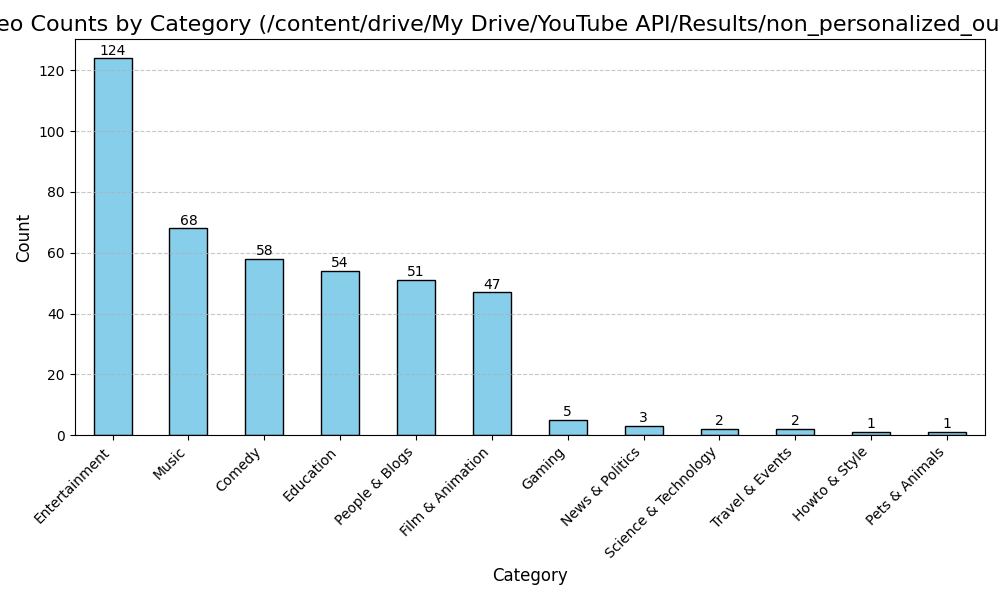 eo Counts by Category (/content/drive/My Drive/YouTube API/Results/non_personalized_ou
124
68
58
54
51
47
5
3
2
2
1
1
120
100
80
60
40
20
0
Count
Entertainment
Music
Comedy
Education
People & Blogs
Film & Animation
Gaming
News & Politics
Science & Technology
Travel & Events
Howto & Style
Pets & Animals
Category